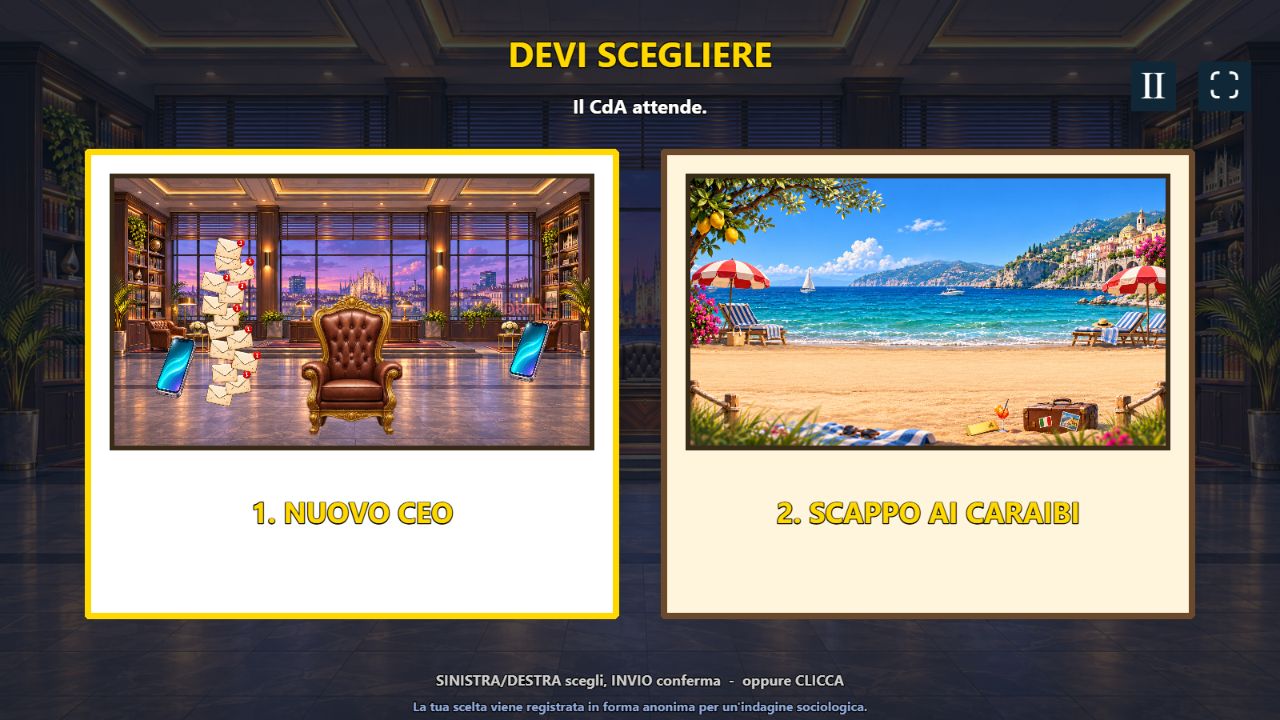 DEVI SCEGLIERE
Il CdA attende.
1. NUOVO CEO
2. SCAPPO AI CARAIBI
SINISTRA/DESTRA scegli, INVIO conferma - oppure CLICCA
La tua scelta viene registrata in forma anonima per un'indagine sociologica.